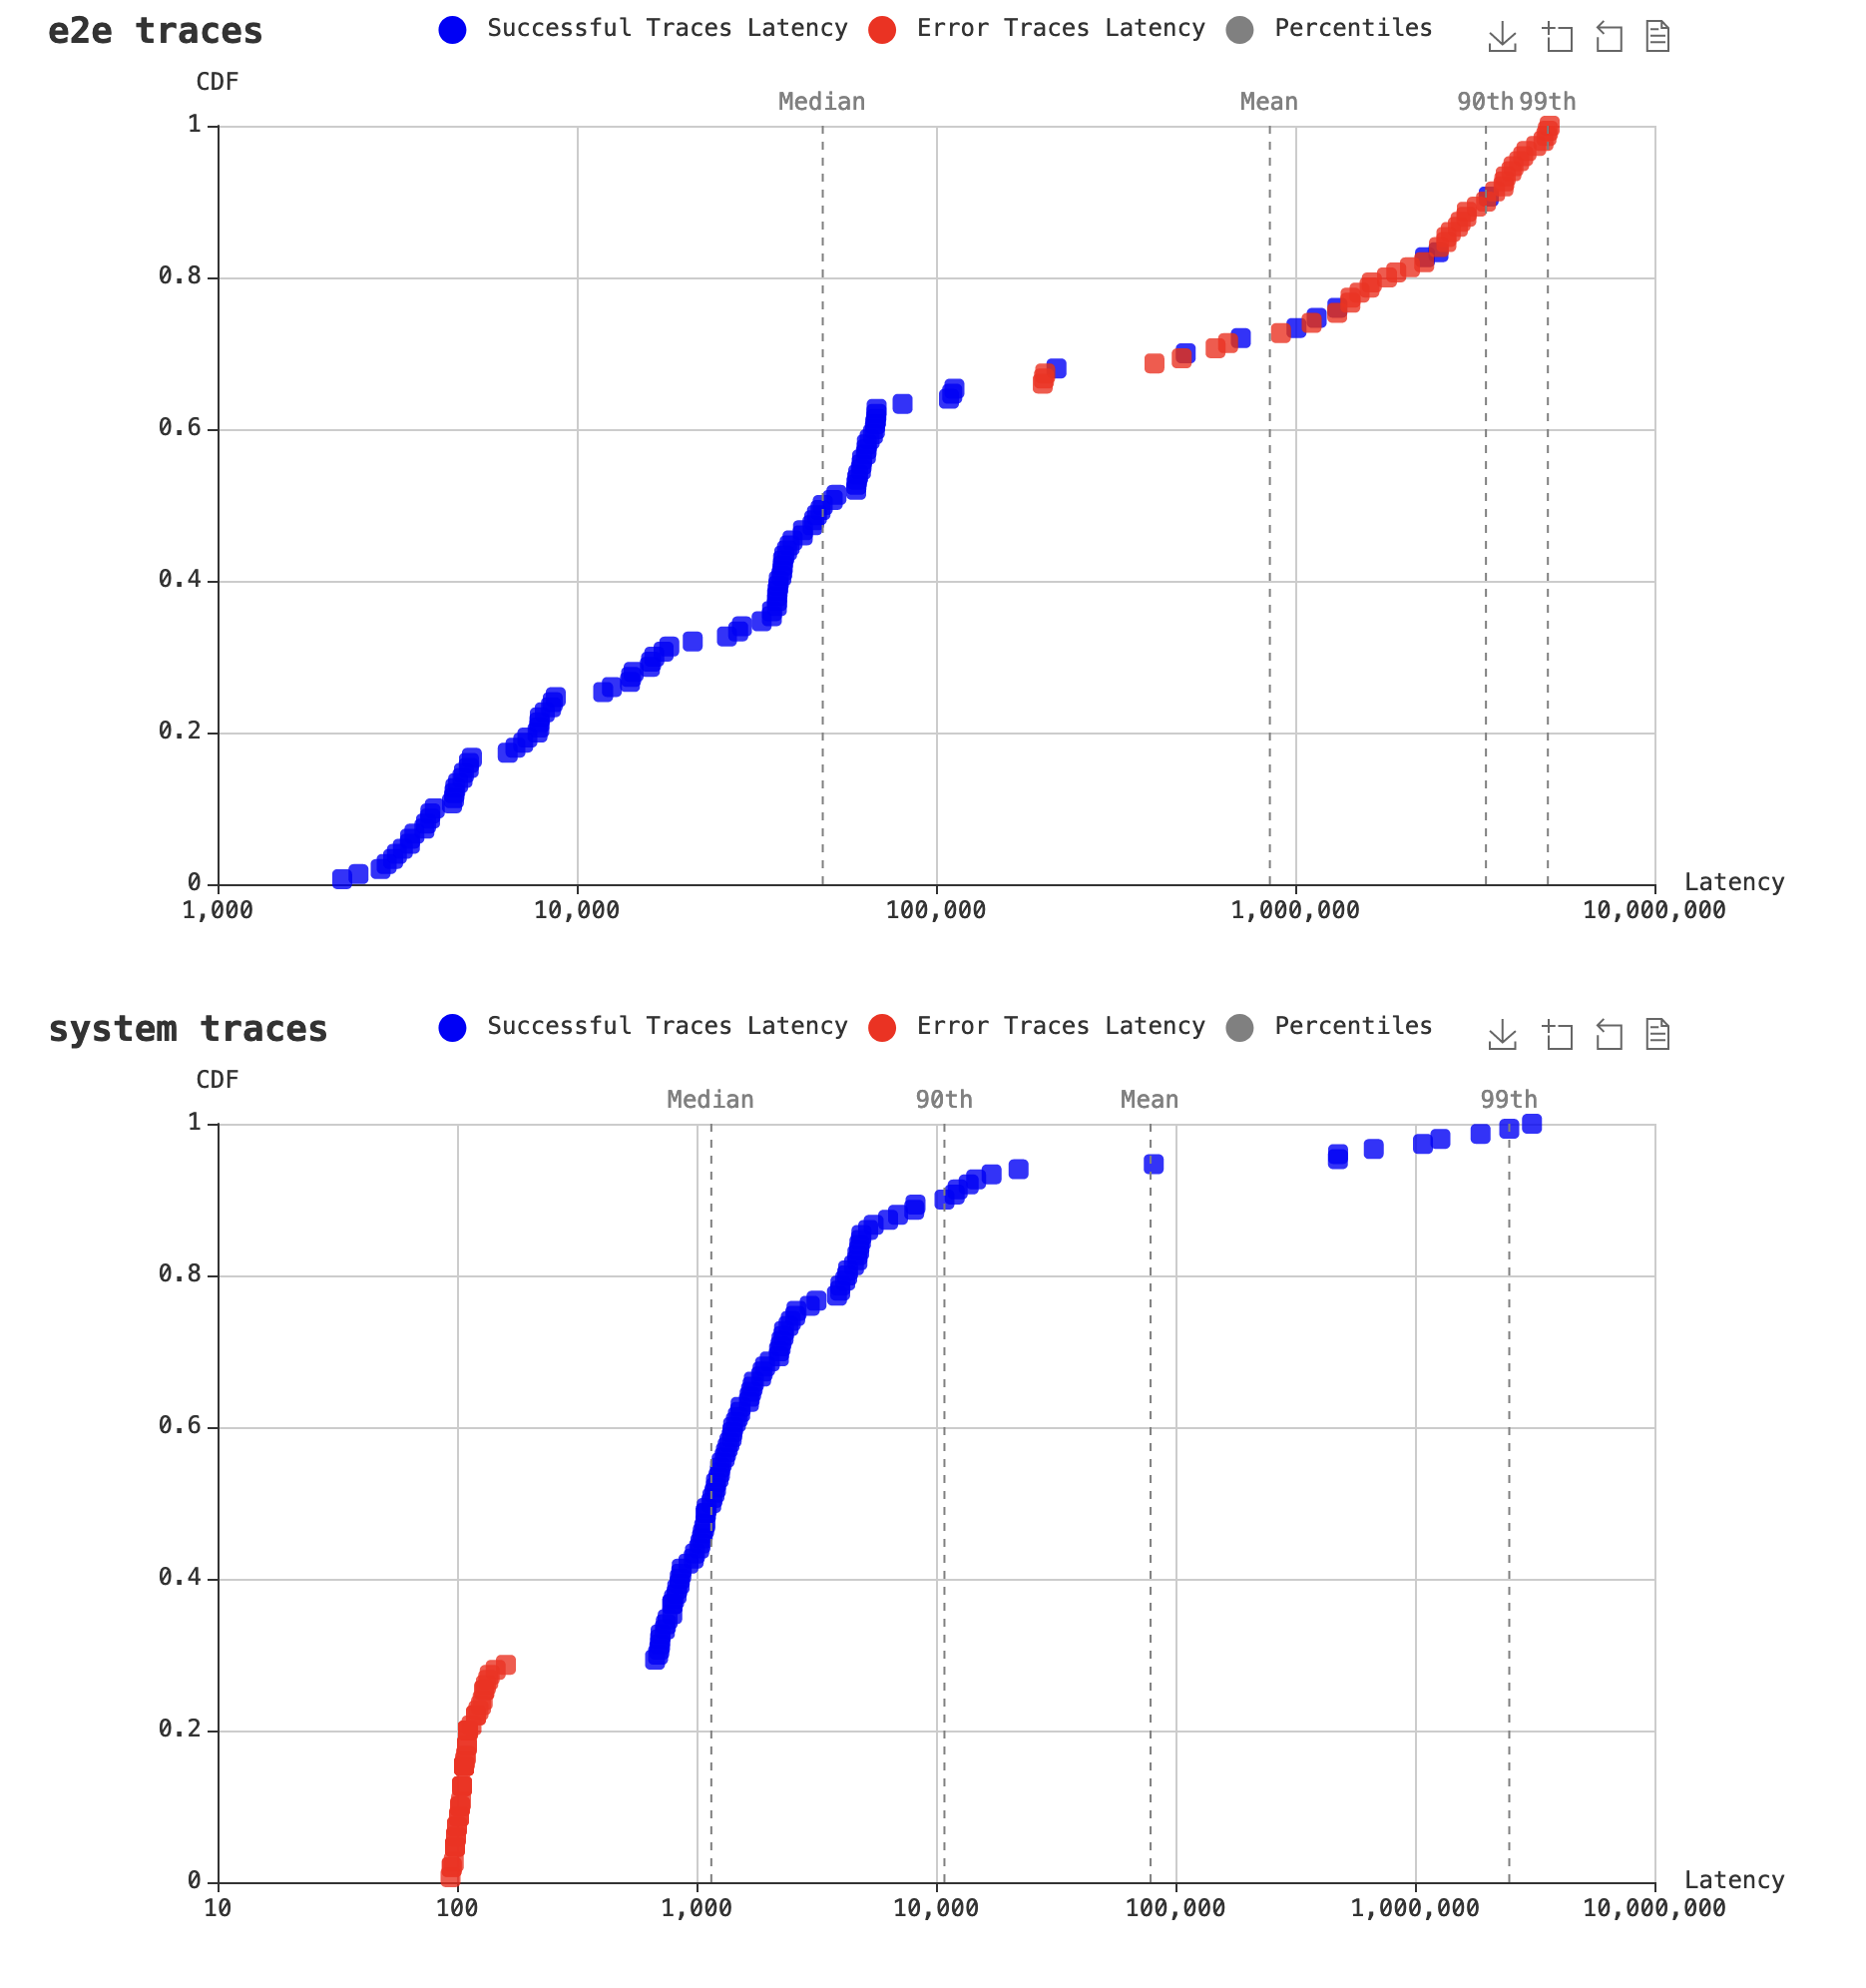 e2e traces
Successful Traces Latency Error Traces Latency Percentiles
CDF
Median Mean 90th 99th
1
0.8
0.6
0.4
0.2
0
Latency
1,000 10,000 100,000 1,000,000 10,000,000
system traces
Successful Traces Latency Error Traces Latency Percentiles
CDF
Median 90th Mean 99th
1
0.8
0.6
0.4
0.2
0
Latency
10 100 1,000 10,000 100,000 1,000,000 10,000,000